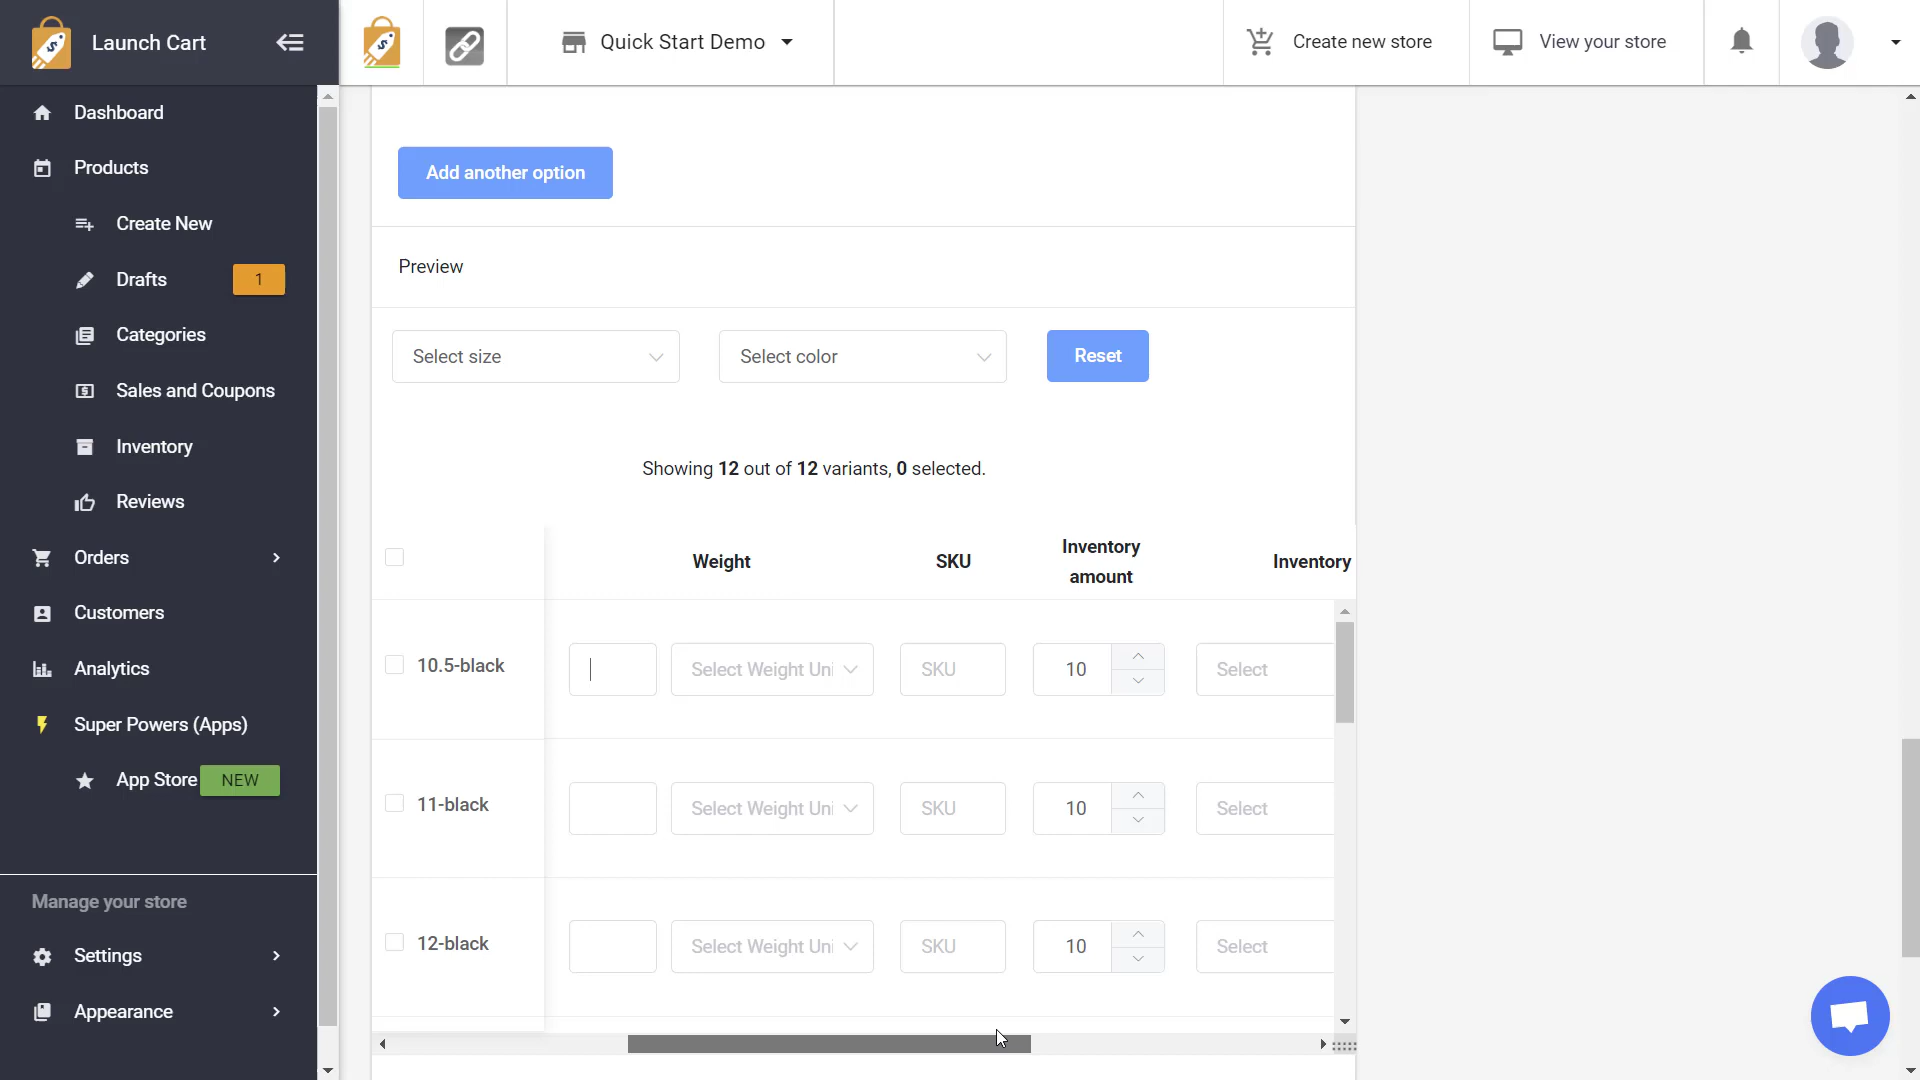 Launch Cart
Quick Start Demo
Create new store
View your store
Dashboard
Products
Create New
Drafts
1
Categories
Sales and Coupons
Inventory
Reviews
Orders
Customers
Analytics
Super Powers (Apps)
App Store
NEW
Manage your store
Settings
Appearance
Add another option
Preview
Select size
Select color
Reset
Showing 12 out of 12 variants, 0 selected.
Weight
SKU
Inventory
amount
Inventory
10.5-black
Select Weight Uni
SKU
10
Select
11-black
Select Weight Uni
SKU
10
Select
12-black
Select Weight Uni
SKU
10
Select